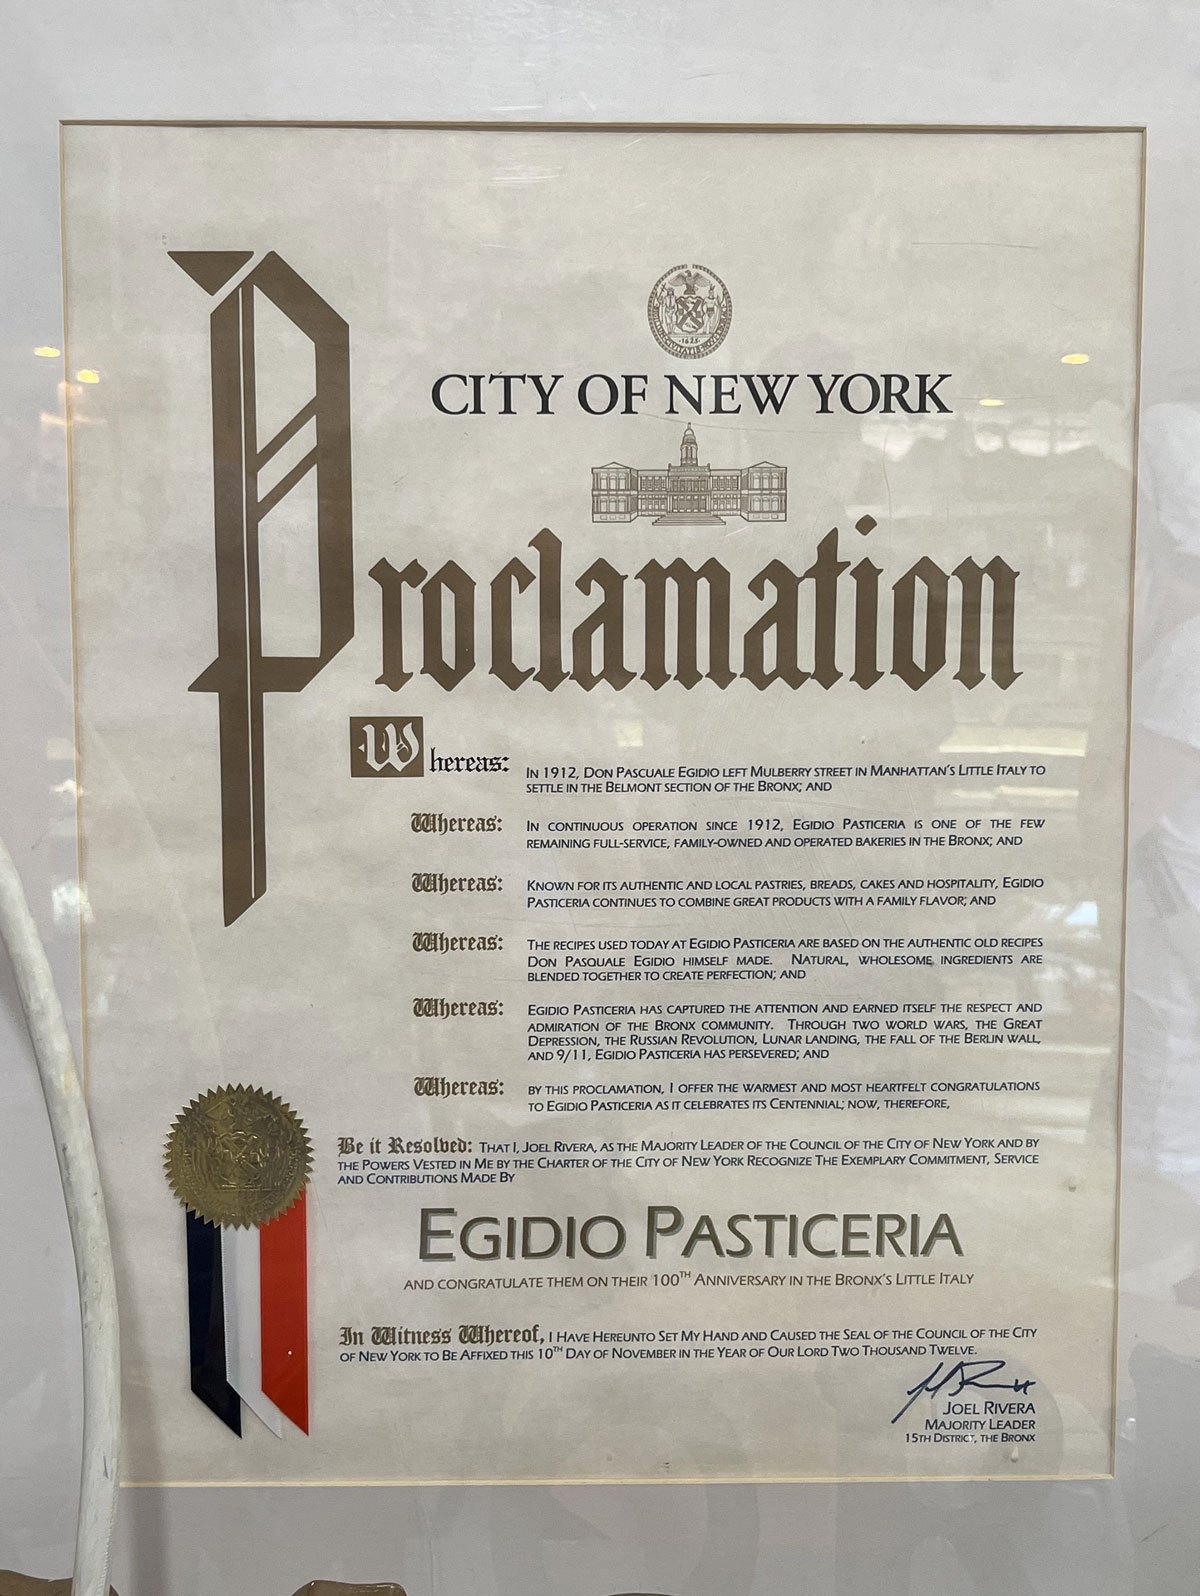 1625
CITY OF NEW YORK
Proclamation
Whereas: IN 1912, DON PASCUALE EGIDIO LEFT MULBERRY STREET IN MANHATTAN'S LITTLE ITALY TO
SETTLE IN THE BELMONT SECTION OF THE BRONX; AND
Whereas: IN CONTINUOUS OPERATION SINCE 1912, EGIDIO PASTICERIA IS ONE OF THE FEW
REMAINING FULL-SERVICE, FAMILY-OWNED AND OPERATED BAKERIES IN THE BRONX; AND
Whereas: KNOWN FOR ITS AUTHENTIC AND LOCAL PASTRIES, BREADS, CAKES AND HOSPITALITY, EGIDIO
PASTICERIA CONTINUES TO COMBINE GREAT PRODUCTS WITH A FAMILY FLAVOR; AND
Whereas: THE RECIPES USED TODAY AT EGIDIO PASTICERIA ARE BASED ON THE AUTHENTIC OLD RECIPES
DON PASQUALE EGIDIO HIMSELF MADE. NATURAL, WHOLESOME INGREDIENTS ARE
BLENDED TOGETHER TO CREATE PERFECTION; AND
Whereas: EGIDIO PASTICERIA HAS CAPTURED THE ATTENTION AND EARNED ITSELF THE RESPECT AND
ADMIRATION OF THE BRONX COMMUNITY. THROUGH TWO WORLD WARS, THE GREAT
DEPRESSION, THE RUSSIAN REVOLUTION, LUNAR LANDING, THE FALL OF THE BERLIN WALL,
AND 9/11, EGIDIO PASTICERIA HAS PERSEVERED; AND
Whereas: BY THIS PROCLAMATION, I OFFER THE WARMEST AND MOST HEARTFELT CONGRATULATIONS
TO EGIDIO PASTICERIA AS IT CELEBRATES ITS CENTENNIAL; NOW, THEREFORE,
Be it Resolved: THAT I, JOEL RIVERA, AS THE MAJORITY LEADER OF THE COUNCIL OF THE CITY OF NEW YORK AND BY
THE POWERS VESTED IN ME BY THE CHARTER OF THE CITY OF NEW YORK RECOGNIZE THE EXEMPLARY COMMITMENT, SERVICE
AND CONTRIBUTIONS MADE BY
EGIDIO PASTICERIA
AND CONGRATULATE THEM ON THEIR 100TH ANNIVERSARY IN THE BRONX'S LITTLE ITALY
In Witness Whereof, I HAVE HEREUNTO SET MY HAND AND CAUSED THE SEAL OF THE COUNCIL OF THE CITY
OF NEW YORK TO BE AFFIXED THIS 10TH DAY OF NOVEMBER IN THE YEAR OF OUR LORD TWO THOUSAND TWELVE.
JOEL RIVERA
MAJORITY LEADER
15TH DISTRICT, THE BRONX